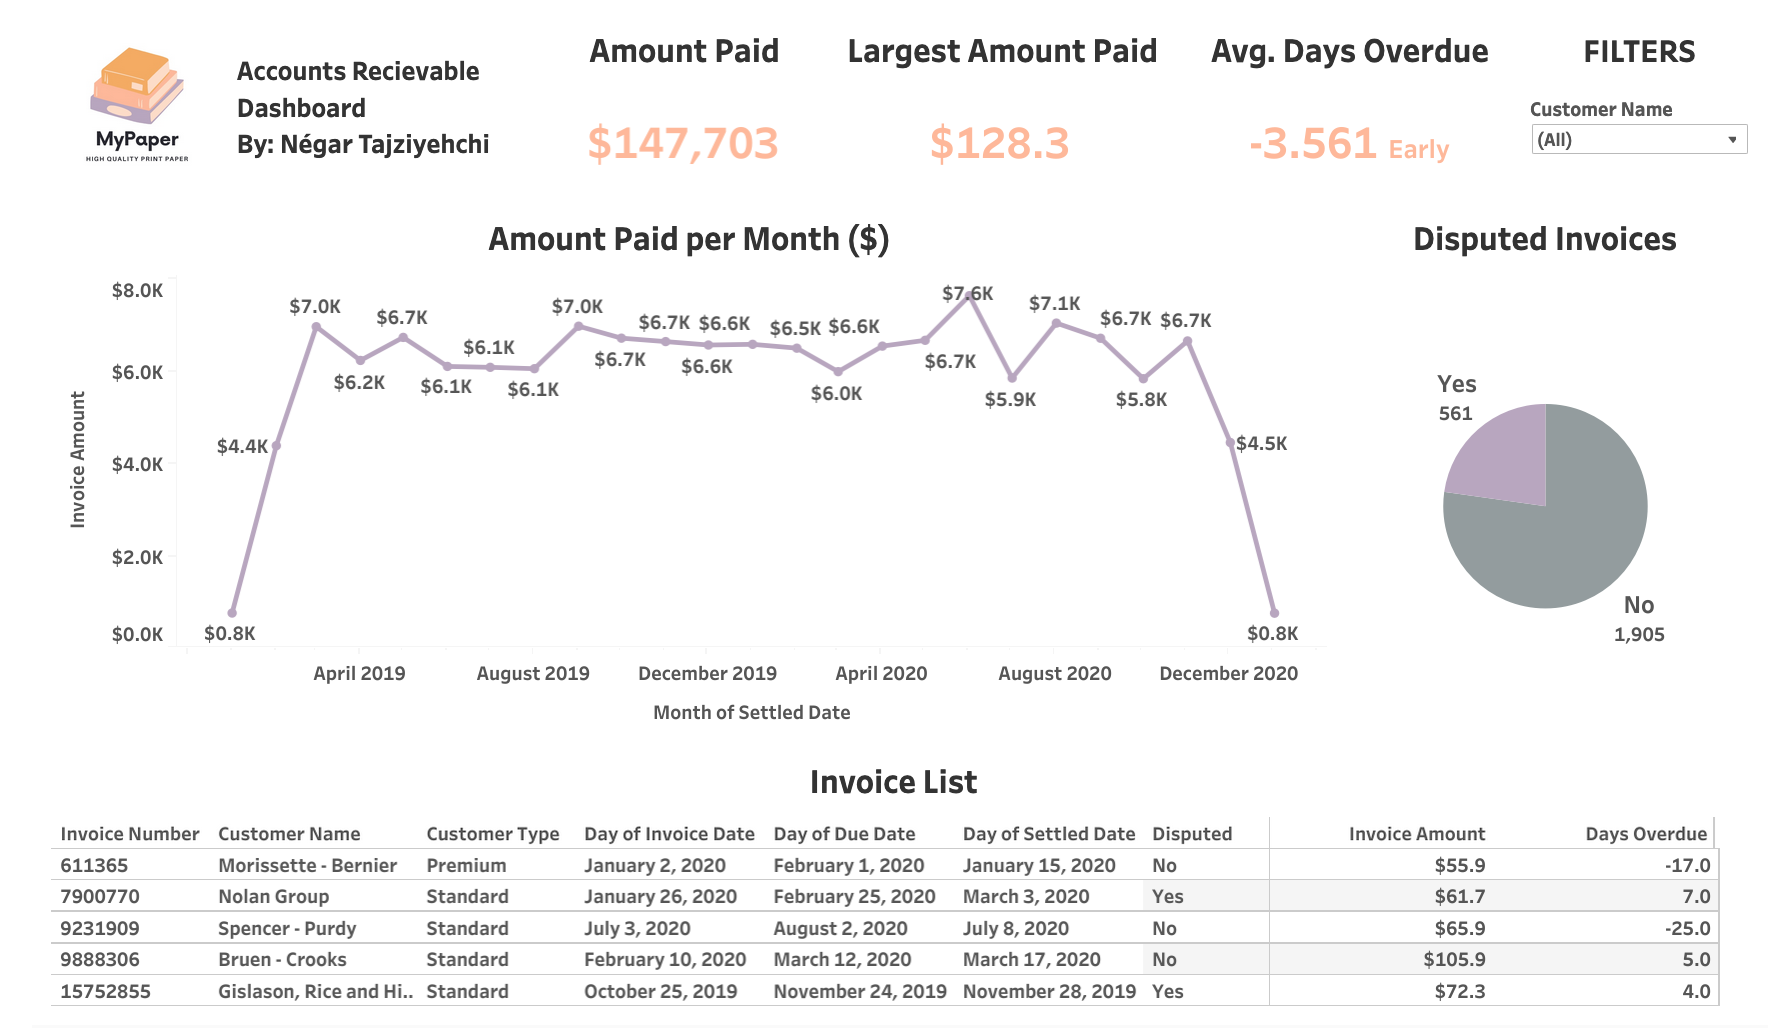 MyPaper
HIGH QUALITY PRINT PAPER
Accounts Recievable
Dashboard
By: Négar Tajziyehchi
Amount Paid
$147,703
Largest Amount Paid
$128.3
Avg. Days Overdue
-3.561 Early
FILTERS
Customer Name
(All)
Amount Paid per Month ($)
Invoice Amount
$8.0K
$6.0K
$4.0K
$2.0K
$0.0K
$0.8K
$4.4K
$7.0K
$6.2K
$6.7K
$6.1K
$6.1K
$6.1K
$7.0K
$6.7K
$6.7K
$6.6K
$6.6K
$6.5K
$6.0K
$6.6K
$6.7K
$7.6K
$5.9K
$7.1K
$6.7K
$5.8K
$6.7K
$4.5K
$0.8K
April 2019 August 2019 December 2019 April 2020 August 2020 December 2020
Month of Settled Date
Disputed Invoices
Yes
561
No
1,905
Invoice List
Invoice Number Customer Name Customer Type Day of Invoice Date Day of Due Date Day of Settled Date Disputed Invoice Amount Days Overdue
611365 Morissette - Bernier Premium January 2, 2020 February 1, 2020 January 15, 2020 No $55.9 -17.0
7900770 Nolan Group Standard January 26, 2020 February 25, 2020 March 3, 2020 Yes $61.7 7.0
9231909 Spencer - Purdy Standard July 3, 2020 August 2, 2020 July 8, 2020 No $65.9 -25.0
9888306 Bruen - Crooks Standard February 10, 2020 March 12, 2020 March 17, 2020 No $105.9 5.0
15752855 Gislason, Rice and Hi.. Standard October 25, 2019 November 24, 2019 November 28, 2019 Yes $72.3 4.0